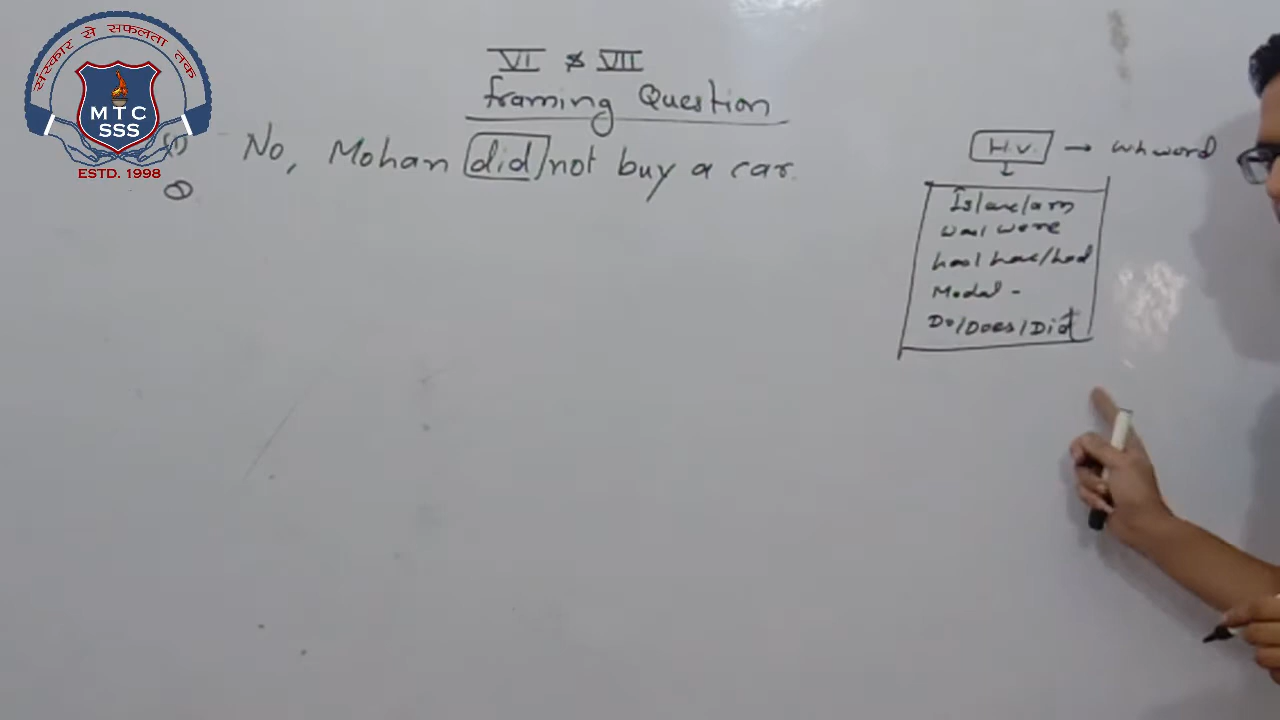 संस्कार से सफलता तक
MTC
SSS
ESTD. 1998
VI & VII
framing Question
(1) No, Mohan did not buy a car.
H.V. → wh word
Is/are/am
was/were
has/have/had
Modal -
Do/Does/Did